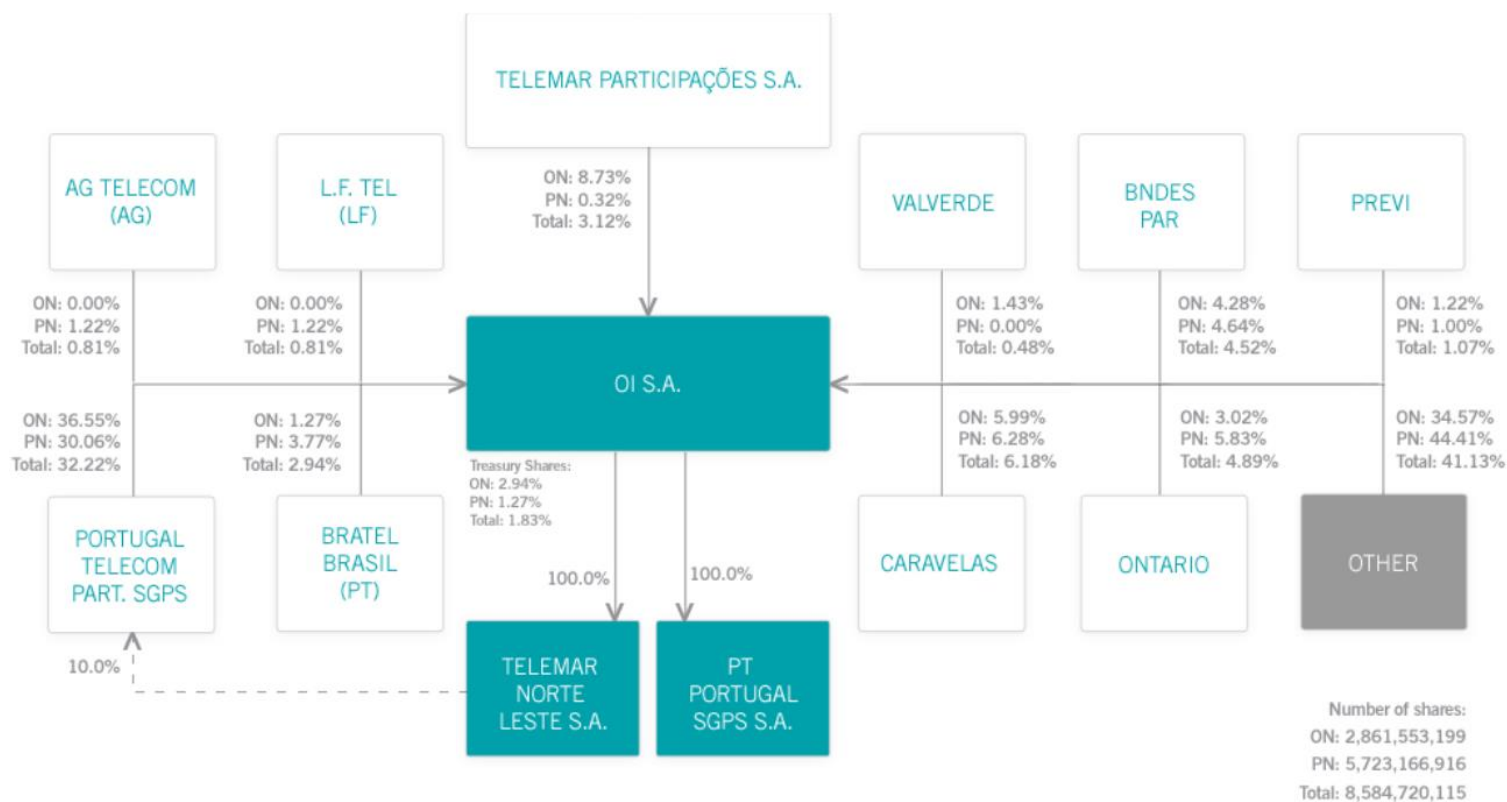 TELEMAR PARTICIPAÇÕES S.A.
AG TELECOM
(AG)
L.F. TEL
(LF)
ON: 8.73%
PN: 0.32%
Total: 3.12%
VALVERDE
BNDES
PAR
PREVI
ON: 0.00%
PN: 1.22%
Total: 0.81%
ON: 0.00%
PN: 1.22%
Total: 0.81%
ON: 1.43%
PN: 0.00%
Total: 0.48%
ON: 4.28%
PN: 4.64%
Total: 4.52%
ON: 1.22%
PN: 1.00%
Total: 1.07%
OI S.A.
ON: 36.55%
PN: 30.06%
Total: 32.22%
ON: 1.27%
PN: 3.77%
Total: 2.94%
Treasury Shares:
ON: 2.94%
PN: 1.27%
Total: 1.83%
ON: 5.99%
PN: 6.28%
Total: 6.18%
ON: 3.02%
PN: 5.83%
Total: 4.89%
ON: 34.57%
PN: 44.41%
Total: 41.13%
PORTUGAL
TELECOM
PART. SGPS
BRATEL
BRASIL
(PT)
100.0%
100.0%
CARAVELAS
ONTARIO
OTHER
10.0%
TELEMAR
NORTE
LESTE S.A.
PT
PORTUGAL
SGPS S.A.
Number of shares:
ON: 2,861,553,199
PN: 5,723,166,916
Total: 8,584,720,115